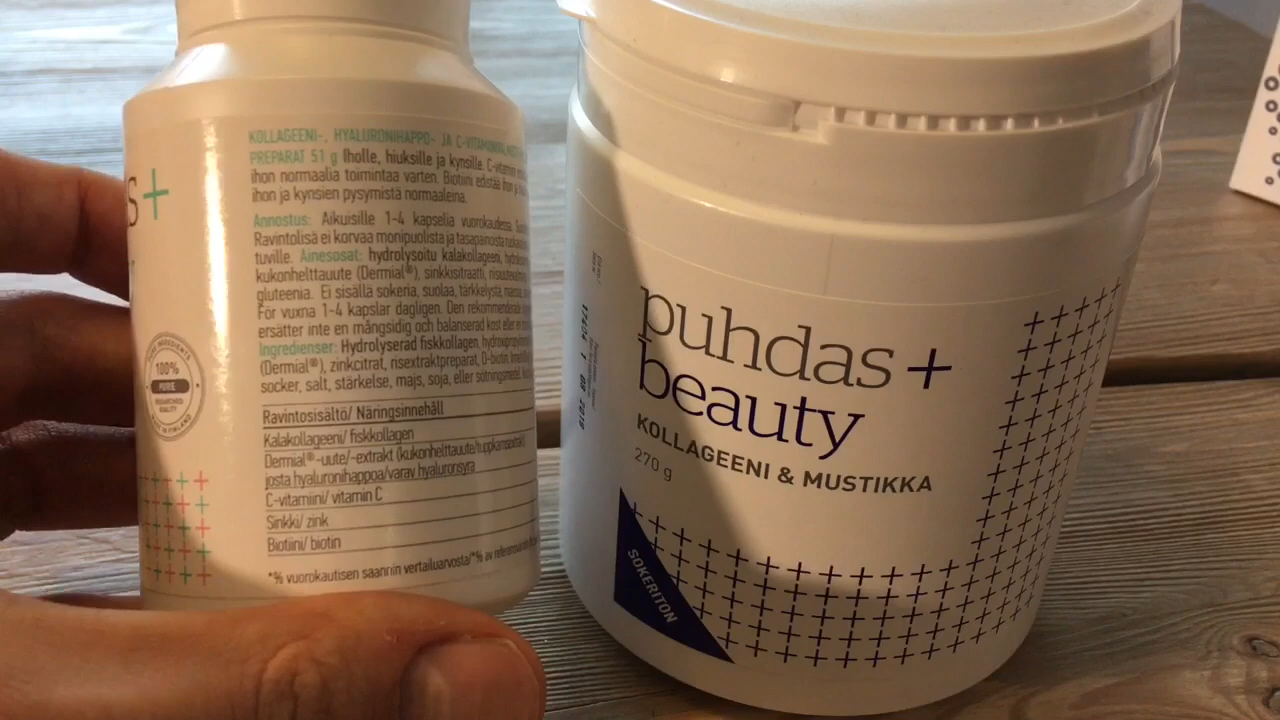 s+
KOLLAGEENI-, HYALURONIHAPPO- JA
PREPARAT 51 g Iholle, hiuksille ja kynsille.
ihon normaalia toimintaa varten. Biotiini edistää
ihon ja kynsien pysymistä normaaleina.
Annostus: Aikuisille 1-4 kapselia vuorokaudessa.
Ravintolisä ei korvaa monipuolista ja tasapainoista
tuville. Ainesosat: hydrolysoitu kalakollageeni,
kukonhelttauute (Dermial®), sinkkisitraatti,
gluteenia. Ei sisällä sokeria, suolaa, tärkkelystä,
För vuxna 1-4 kapslar dagligen. Den
ersätter inte en mångsidig och balanserad kost eller
Ingredienser: Hydrolyserad fiskkollagen,
(Dermial®), zinkcitrat, risextraktpreparat, D-biotin.
socker, salt, stärkelse, majs, soja, eller
Ravintosisältö/ Näringsinnehåll
Kalakollageeni/ fiskkollagen
Dermial®-uute/-extrakt (kukonhelttauute/tuppkamsextrakt)
josta hyaluronihappoa/varav hyaluronsyra
C-vitamiini/ vitamin C
Sinkki/ zink
Biotiini/ biotin
*% vuorokautisen saannin vertailuarvosta/*% av
100%
PURE
puhdas+
beauty
KOLLAGEENI & MUSTIKKA
270 g
SOKERITON